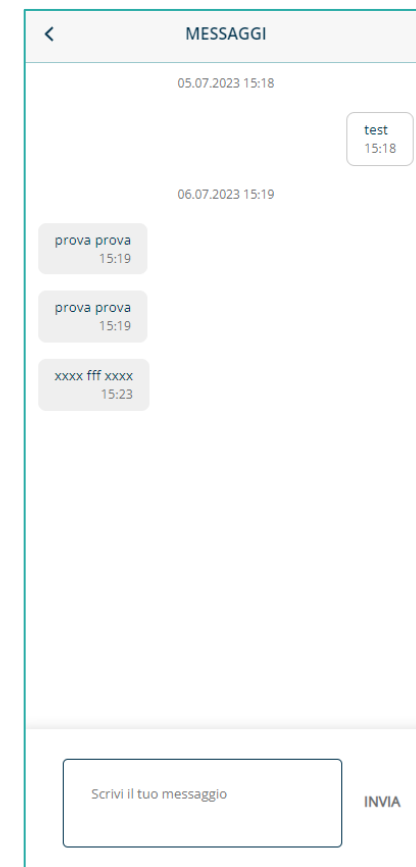 MESSAGGI
05.07.2023 15:18
test
15:18
06.07.2023 15:19
prova prova
15:19
prova prova
15:19
xxxx fff xxxx
15:23
Scrivi il tuo messaggio
INVIA